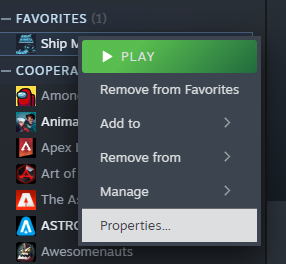 FAVORITES (1)
Ship M
PLAY
Remove from Favorites
COOPERA
Amon
Add to
Anima
Apex L
Remove from
Art of
Manage
The As
ASTRO
Properties...
Awesomenauts